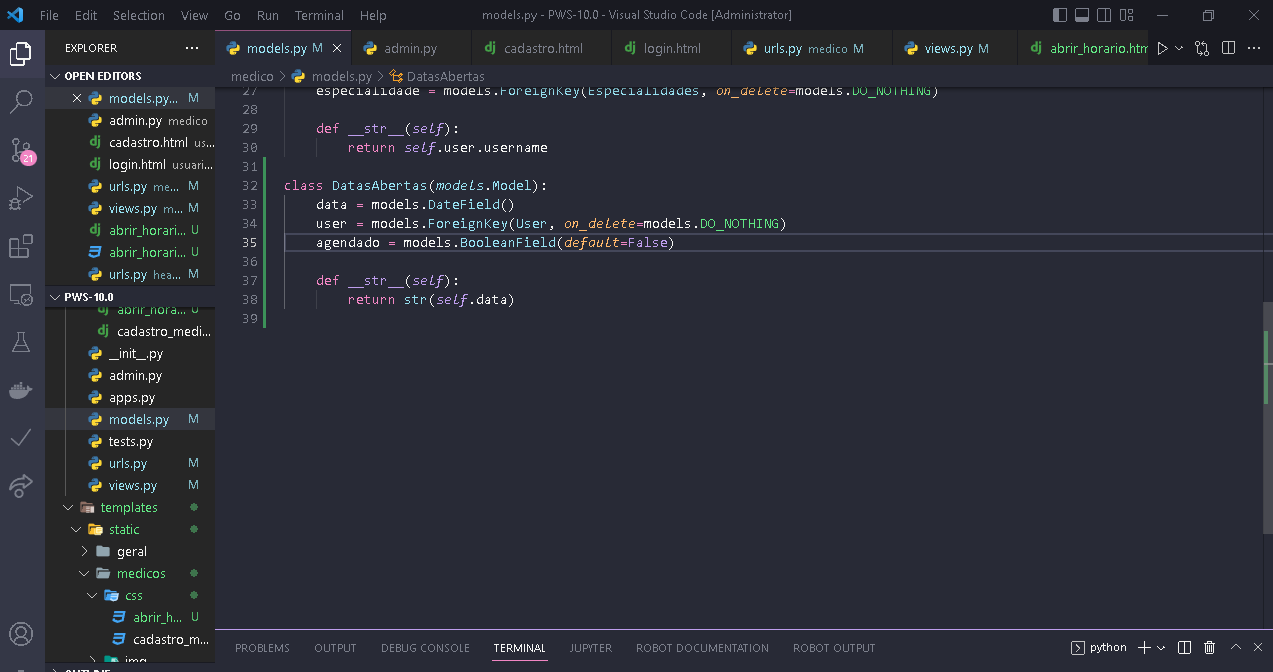 File Edit Selection View Go Run Terminal Help models.py - PWS-10.0 - Visual Studio Code [Administrator]
EXPLORER ...
models.py M
admin.py
cadastro.html
login.html
urls.py medico M
views.py M
abrir_horario.htm
OPEN EDITORS
models.py... M
admin.py medico
cadastro.html us...
login.html usuari...
urls.py me... M
views.py m... M
abrir_horari... U
abrir_horari... U
urls.py hea... M
21
PWS-10.0
abrir_hora... U
cadastro_medi...
__init__.py
admin.py
apps.py
models.py M
tests.py
urls.py M
views.py M
templates
static
geral
medicos
css
abrir_h... U
cadastro_m...
img
OUTLINE
medico > models.py > DatasAbertas
27 especialidade = models.ForeignKey(Especialidades, on_delete=models.DO_NOTHING)
28
29 def __str__(self):
30 return self.user.username
31
32 class DatasAbertas(models.Model):
33 data = models.DateField()
34 user = models.ForeignKey(User, on_delete=models.DO_NOTHING)
35 agendado = models.BooleanField(default=False)
36
37 def __str__(self):
38 return str(self.data)
39
PROBLEMS OUTPUT DEBUG CONSOLE TERMINAL JUPYTER ROBOT DOCUMENTATION ROBOT OUTPUT python